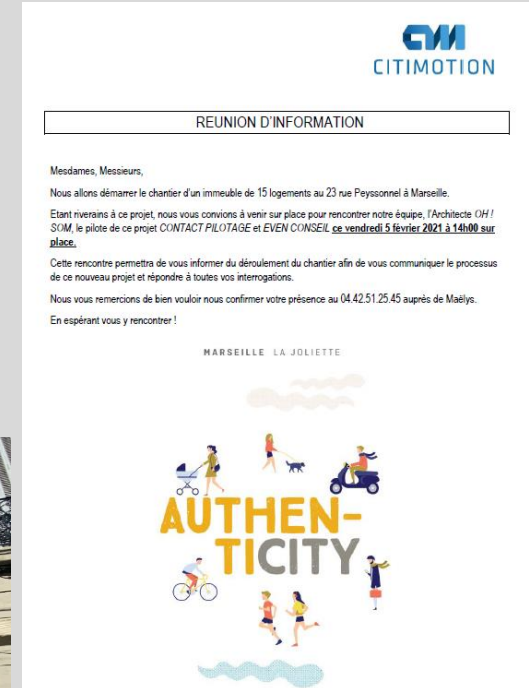 CITIMOTION
REUNION D'INFORMATION
Mesdames, Messieurs,
Nous allons démarrer le chantier d'un immeuble de 15 logements au 23 rue Peyssonnel à Marseille.
Etant riverains à ce projet, nous vous convions à venir sur place pour rencontrer notre équipe, l'Architecte OH !
SOM, le pilote de ce projet CONTACT PILOTAGE et EVEN CONSEIL ce vendredi 5 février 2021 à 14h00 sur
place.
Cette rencontre permettra de vous informer du déroulement du chantier afin de vous communiquer le processus
de ce nouveau projet et répondre à toutes vos interrogations.
Nous vous remercions de bien vouloir nous confirmer votre présence au 04.42.51.25.45 auprès de Maëlys.
En espérant vous y rencontrer !
MARSEILLE LA JOLIETTE
AUTHEN-
TICITY